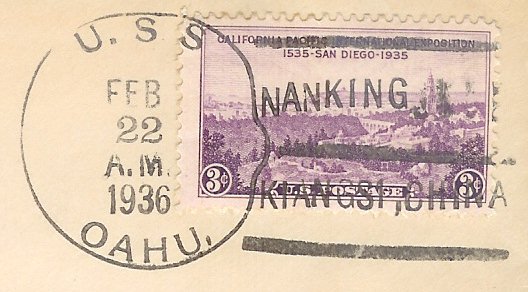 U.S.S
FEB
22
A.M.
1936
OAHU.
CALIFORNIA PACIFIC INTERNATIONAL EXPOSITION
1535-SAN DIEGO-1935
NANKING
3¢ U.S. POSTAGE 3¢
KIANGSI, CHINA